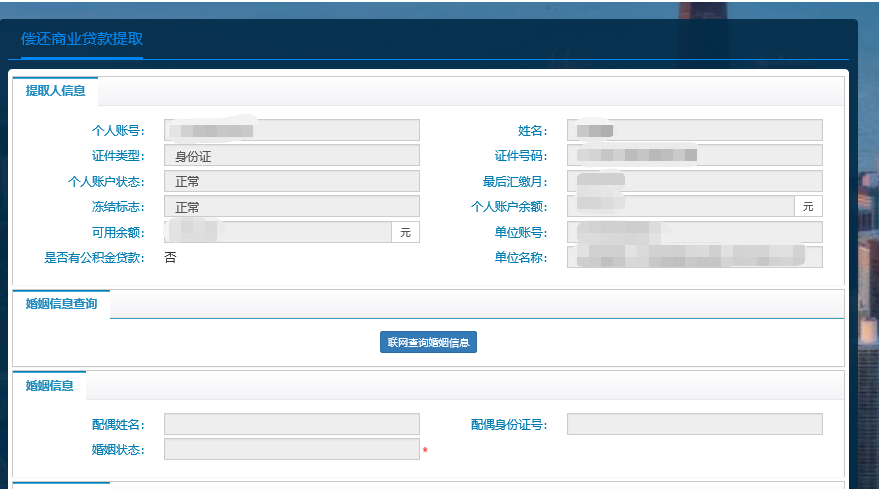 偿还商业贷款提取
提取人信息
个人账号： 姓名：
证件类型： 身份证 证件号码：
个人账户状态： 正常 最后汇缴月：
冻结标志： 正常 个人账户余额： 元
可用余额： 元 单位账号：
是否有公积金贷款： 否 单位名称：
婚姻信息查询
联网查询婚姻信息
婚姻信息
配偶姓名： 配偶身份证号：
婚姻状态： *